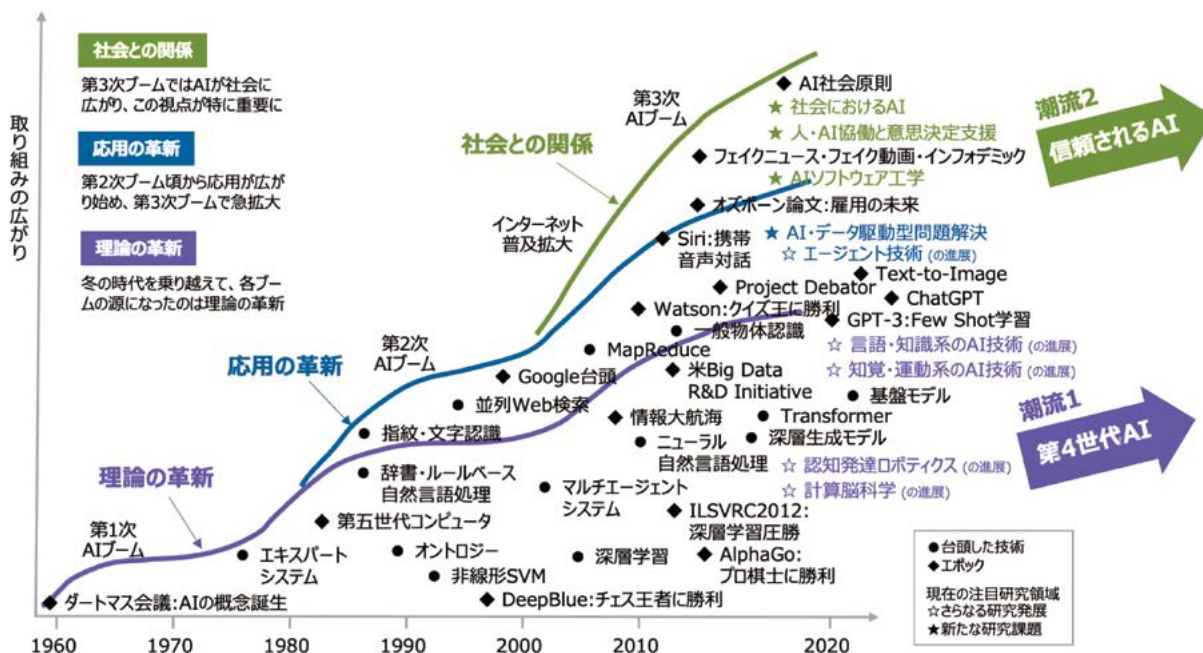 取り組みの広がり
社会との関係
第3次ブームではAIが社会に
広がり、この視点が特に重要に
応用の革新
第2次ブーム頃から応用が広が
り始め、第3次ブームで急拡大
理論の革新
冬の時代を乗り越えて、各ブ
ームの源になったのは理論の革新
第3次
AIブーム
社会との関係
インターネット
普及拡大
◆AI社会原則
★ 社会におけるAI
★ 人・AI協働と意思決定支援
◆フェイクニュース・フェイク動画・インフォデミック
★ AIソフトウェア工学
◆オズボーン論文:雇用の未来
◆Siri:携帯
音声対話
★ AI・データ駆動型問題解決
☆ エージェント技術 (の進展)
◆Text-to-Image
◆Project Debator
◆ChatGPT
◆Watson:クイズ王に勝利
◆GPT-3:Few Shot学習
●一般物体認識
☆ 言語・知識系のAI技術 (の進展)
☆ 知覚・運動系のAI技術 (の進展)
潮流2
信頼されるAI
第2次
AIブーム
応用の革新
●MapReduce
◆Google台頭
◆米Big Data
R&D Initiative
●並列Web検索
●基盤モデル
◆情報大航海
●Transformer
●指紋・文字認識
●ニューラル
自然言語処理
●深層生成モデル
潮流1
第4世代AI
理論の革新
●辞書・ルールベース
自然言語処理
☆ 認知発達ロボティクス (の進展)
☆ 計算脳科学 (の進展)
●マルチエージェント
システム
第1次
AIブーム
◆第五世代コンピュータ
◆ILSVRC2012:
深層学習圧勝
●エキスパート
システム
●オントロジー
●深層学習
◆AlphaGo:
プロ棋士に勝利
●非線形SVM
◆ダートマス会議:AIの概念誕生
◆DeepBlue:チェス王者に勝利
●台頭した技術
◆エポック
現在の注目研究領域
☆さらなる研究発展
★新たな研究課題
1960 1970 1980 1990 2000 2010 2020